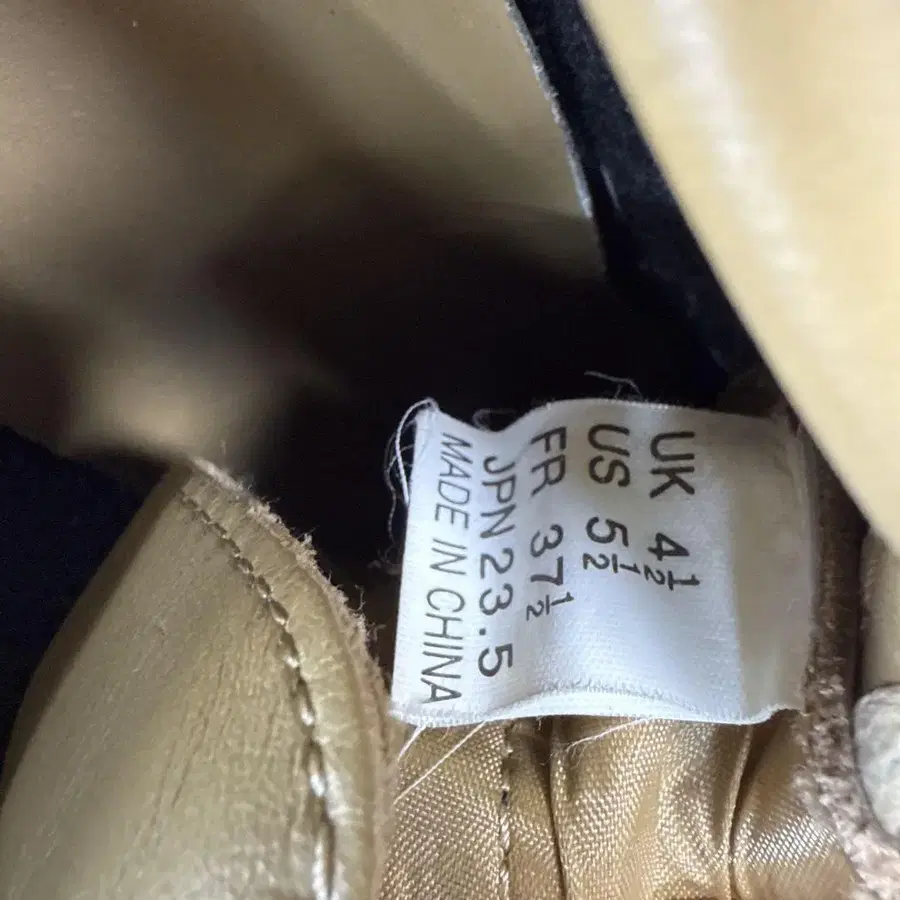 UK 4½
US 5½
FR 37½
JPN 23.5
MADE IN CHINA